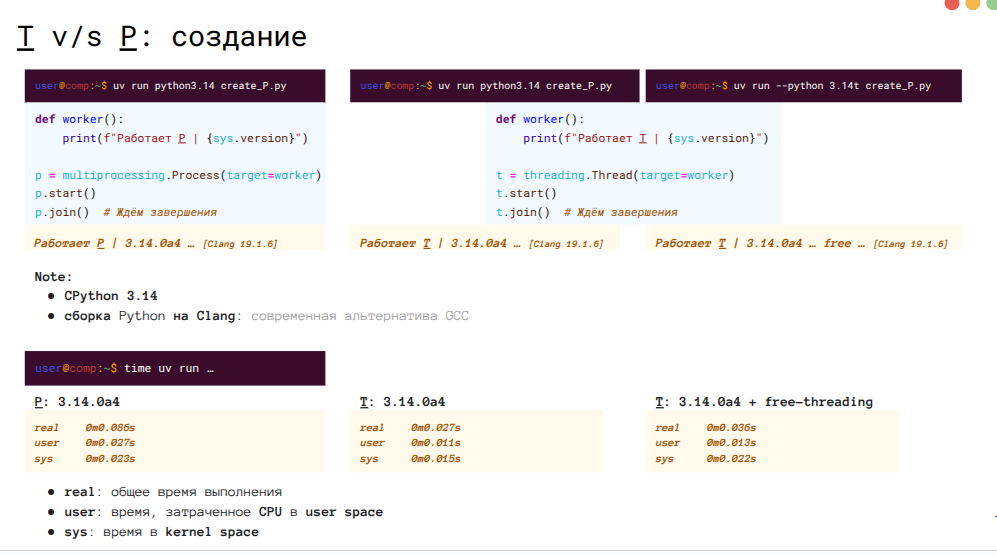 T v/s P: создание
user@comp:~$ uv run python3.14 create_P.py
def worker():
    print(f"Работает P | {sys.version}")
p = multiprocessing.Process(target=worker)
p.start()
p.join()  # Ждём завершения
Работает P | 3.14.0a4 … [Clang 19.1.6]
user@comp:~$ uv run python3.14 create_P.py
user@comp:~$ uv run --python 3.14t create_P.py
def worker():
    print(f"Работает T | {sys.version}")
t = threading.Thread(target=worker)
t.start()
t.join()  # Ждём завершения
Работает T | 3.14.0a4 … [Clang 19.1.6]
Работает T | 3.14.0a4 … free … [Clang 19.1.6]
Note:
● CPython 3.14
● сборка Python на Clang: современная альтернатива GCC
user@comp:~$ time uv run …
P: 3.14.0a4
real 0m0.086s
user 0m0.027s
sys 0m0.023s
T: 3.14.0a4
real 0m0.027s
user 0m0.011s
sys 0m0.015s
T: 3.14.0a4 + free-threading
real 0m0.036s
user 0m0.013s
sys 0m0.022s
● real: общее время выполнения
● user: время, затраченное CPU в user space
● sys: время в kernel space